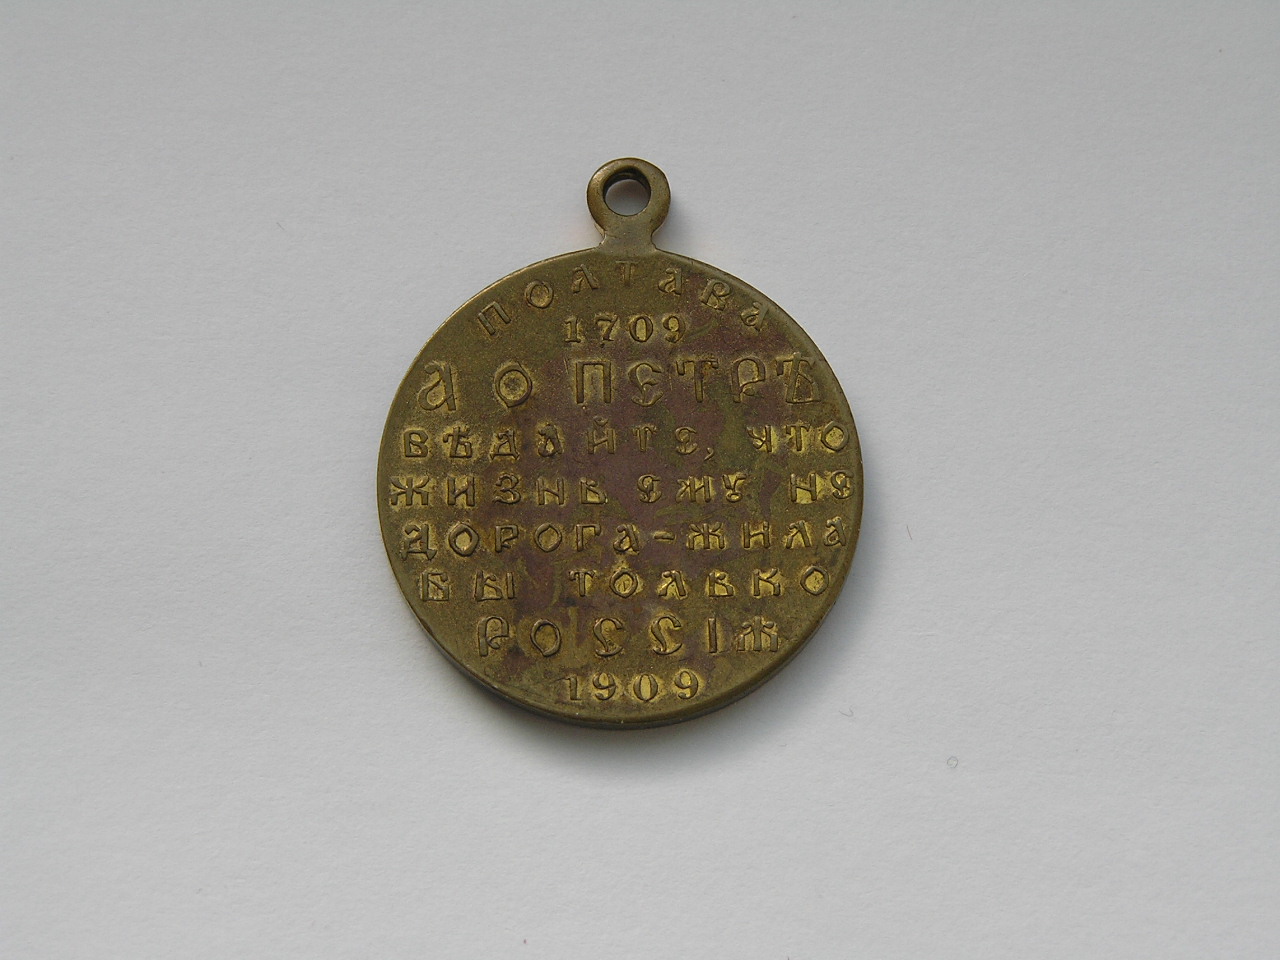 ПОЛТАВА
1709
А О ПЕТРѢ
ВѢДАЙТЕ, ЧТО
ЖИЗНЬ ЕМУ НЕ
ДОРОГА-ЖИЛА
БЫ ТОЛЬКО
РОССІЯ
1909